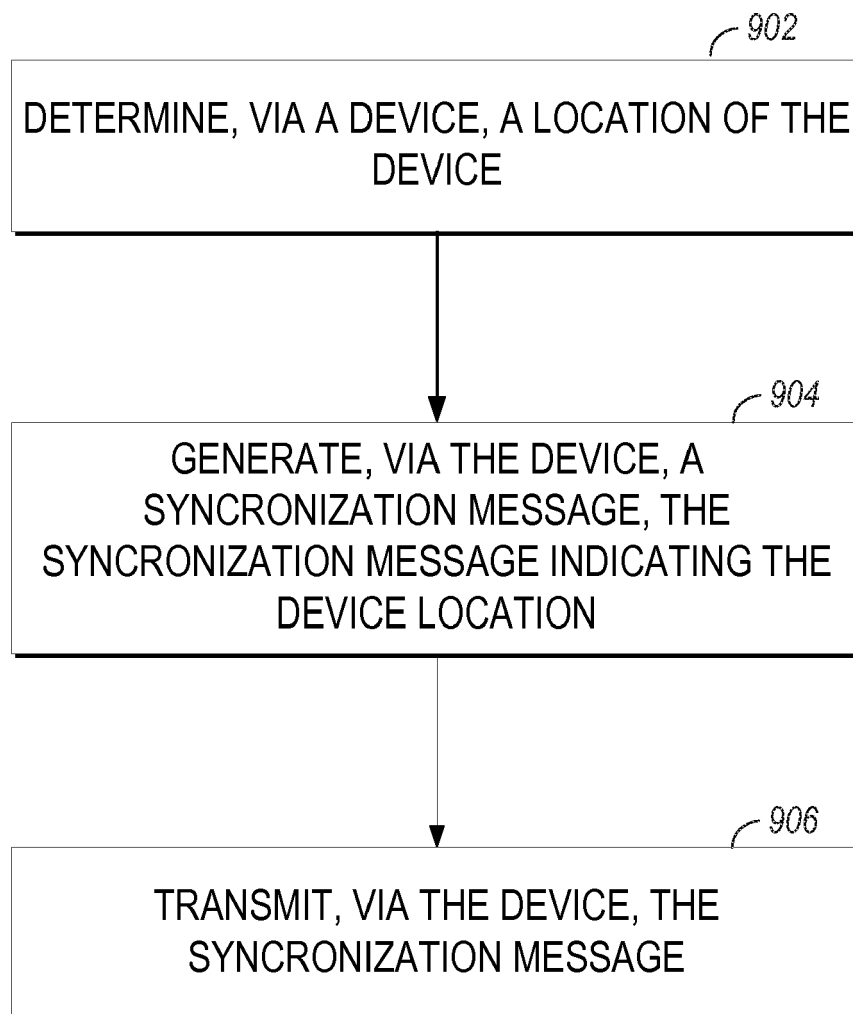 902
DETERMINE, VIA A DEVICE, A LOCATION OF THE
DEVICE
904
GENERATE, VIA THE DEVICE, A
SYNCRONIZATION MESSAGE, THE
SYNCRONIZATION MESSAGE INDICATING THE
DEVICE LOCATION
906
TRANSMIT, VIA THE DEVICE, THE
SYNCRONIZATION MESSAGE